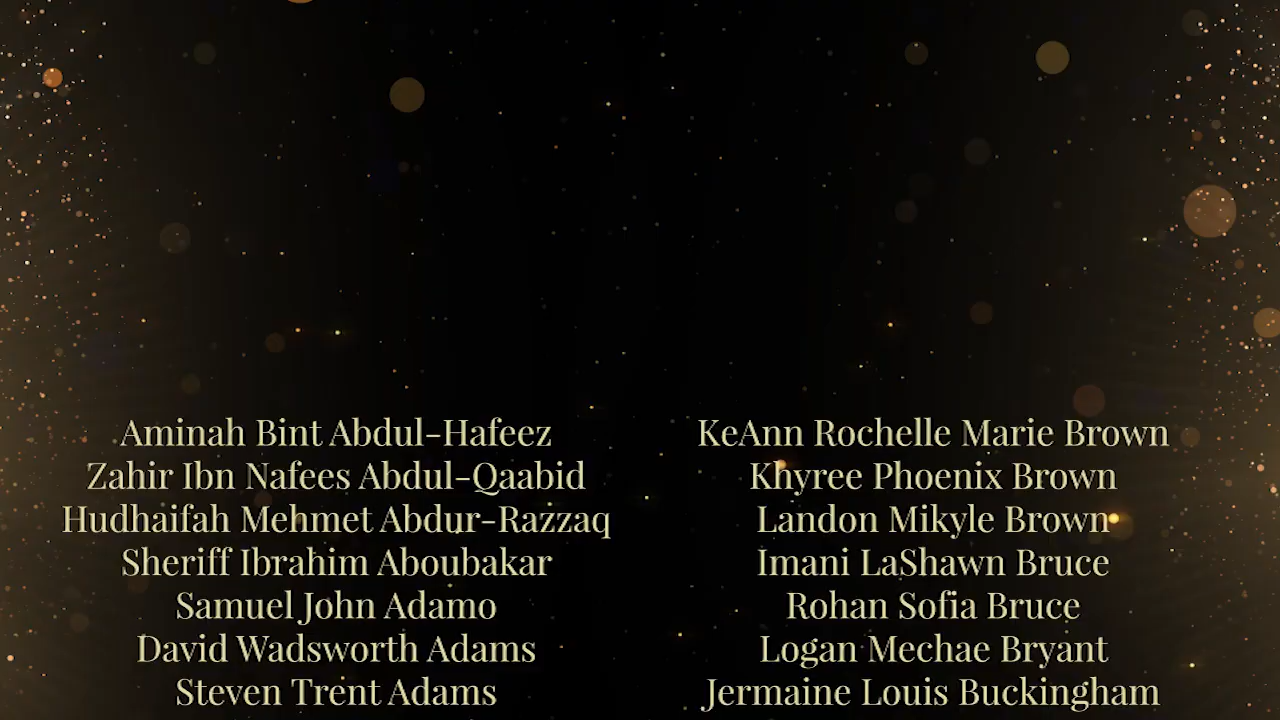 Aminah Bint Abdul-Hafeez
Zahir Ibn Nafees Abdul-Qaabid
Hudhaifah Mehmet Abdur-Razzaq
Sheriff Ibrahim Aboubakar
Samuel John Adamo
David Wadsworth Adams
Steven Trent Adams
KeAnn Rochelle Marie Brown
Khyree Phoenix Brown
Landon Mikyle Brown
Imani LaShawn Bruce
Rohan Sofia Bruce
Logan Mechae Bryant
Jermaine Louis Buckingham